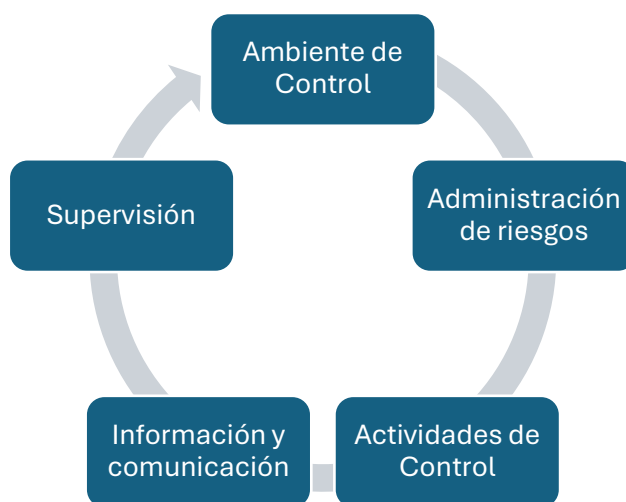 Ambiente de
Control
Administración
de riesgos
Actividades de
Control
Información y
comunicación
Supervisión